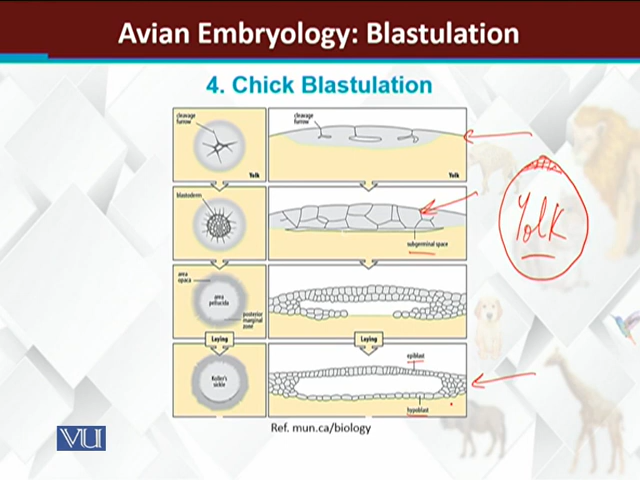 Avian Embryology: Blastulation
4. Chick Blastulation
cleavage
furrow
Yolk
cleavage
furrow
Yolk
blastoderm
subgerminal space
area
opaca
area
pellucida
posterior
marginal
zone
Laying
Laying
Koller's
sickle
epiblast
hypoblast
Yolk
Ref. mun.ca/biology
VU